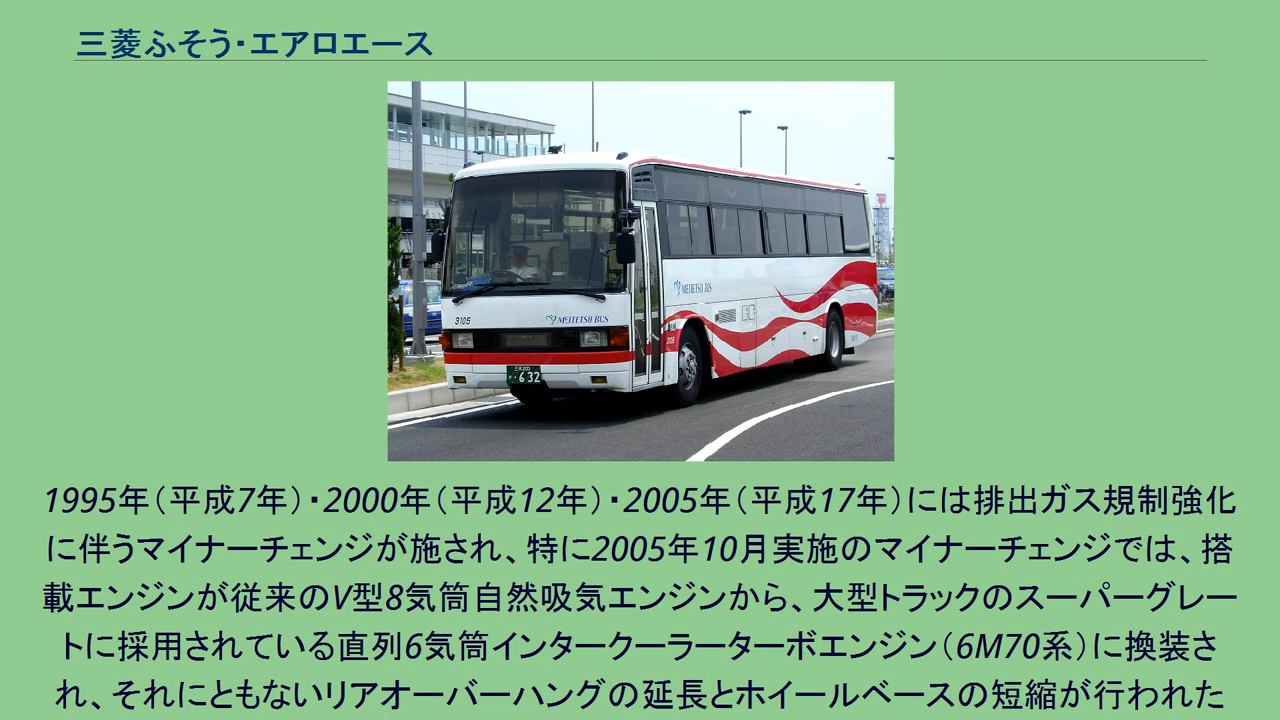 三菱ふそう・エアロエース
MEITETSU BUS
3105
MEITETSU BUS
632
1995年（平成7年）・2000年（平成12年）・2005年（平成17年）には排出ガス規制強化
に伴うマイナーチェンジが施され、特に2005年10月実施のマイナーチェンジでは、搭
載エンジンが従来のV型8気筒自然吸気エンジンから、大型トラックのスーパーグレー
トに採用されている直列6気筒インタークーラーターボエンジン（6M70系）に換装さ
れ、それにともないリアオーバーハングの延長とホイールベースの短縮が行われた